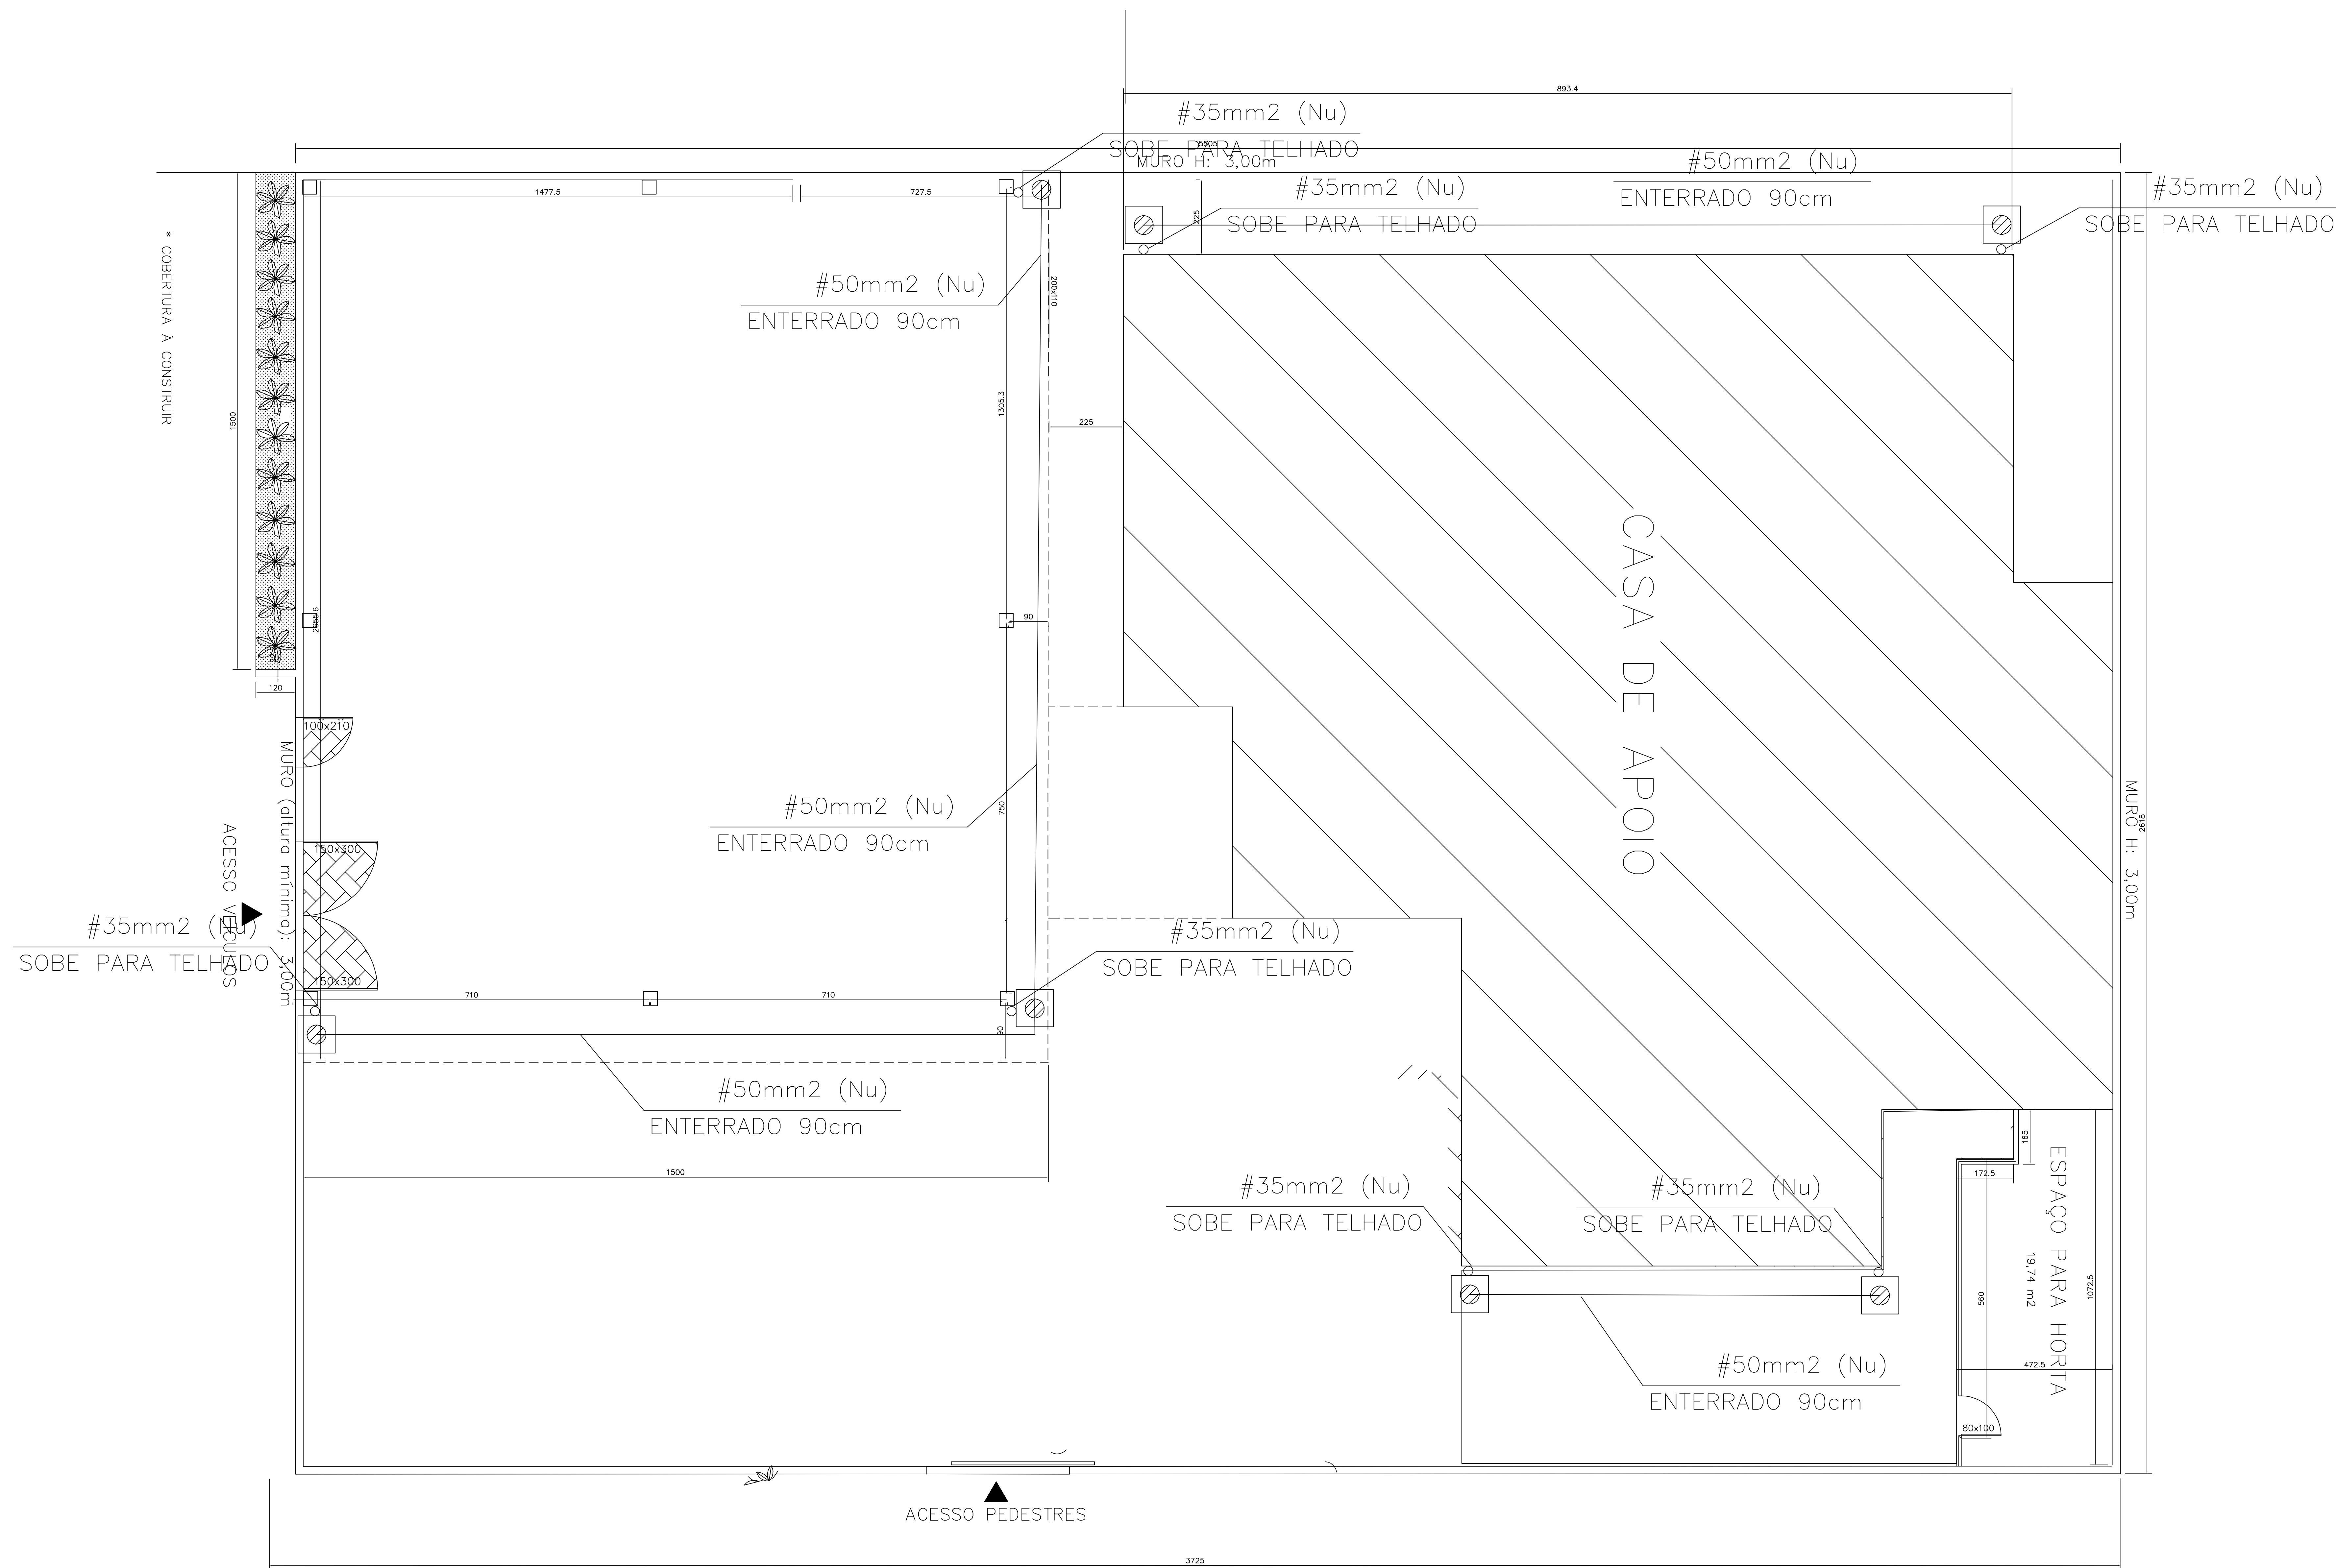 893.4
#35mm2 (Nu)
SOBE PARA TELHADO
MURO H: 3,00m
#50mm2 (Nu)
ENTERRADO 90cm
#35mm2 (Nu)
SOBE PARA TELHADO
#35mm2 (Nu)
SOBE PARA TELHADO
1477.5
727.5
225
* COBERTURA À CONSTRUIR
#50mm2 (Nu)
ENTERRADO 90cm
200x110
1500
1305.3
225
CASA DE APOIO
2655.6
90
120
100x210
MURO (altura mínima): 3,00m
ACESSO VEÍCULOS
150x300
150x300
#50mm2 (Nu)
ENTERRADO 90cm
750
MURO H: 3,00m
2618
#35mm2 (Nu)
SOBE PARA TELHADO
#35mm2 (Nu)
SOBE PARA TELHADO
710
710
90
#50mm2 (Nu)
ENTERRADO 90cm
1500
165
172.5
ESPAÇO PARA HORTA
19,74 m2
1072.5
560
472.5
80x100
#35mm2 (Nu)
SOBE PARA TELHADO
#35mm2 (Nu)
SOBE PARA TELHADO
#50mm2 (Nu)
ENTERRADO 90cm
ACESSO PEDESTRES
3725